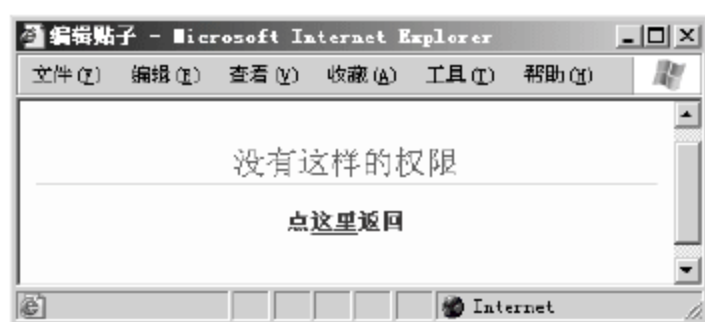 编辑贴子 - Microsoft Internet Explorer
文件(F) 编辑(E) 查看(V) 收藏(A) 工具(T) 帮助(H)
没有这样的权限
点这里返回
Internet